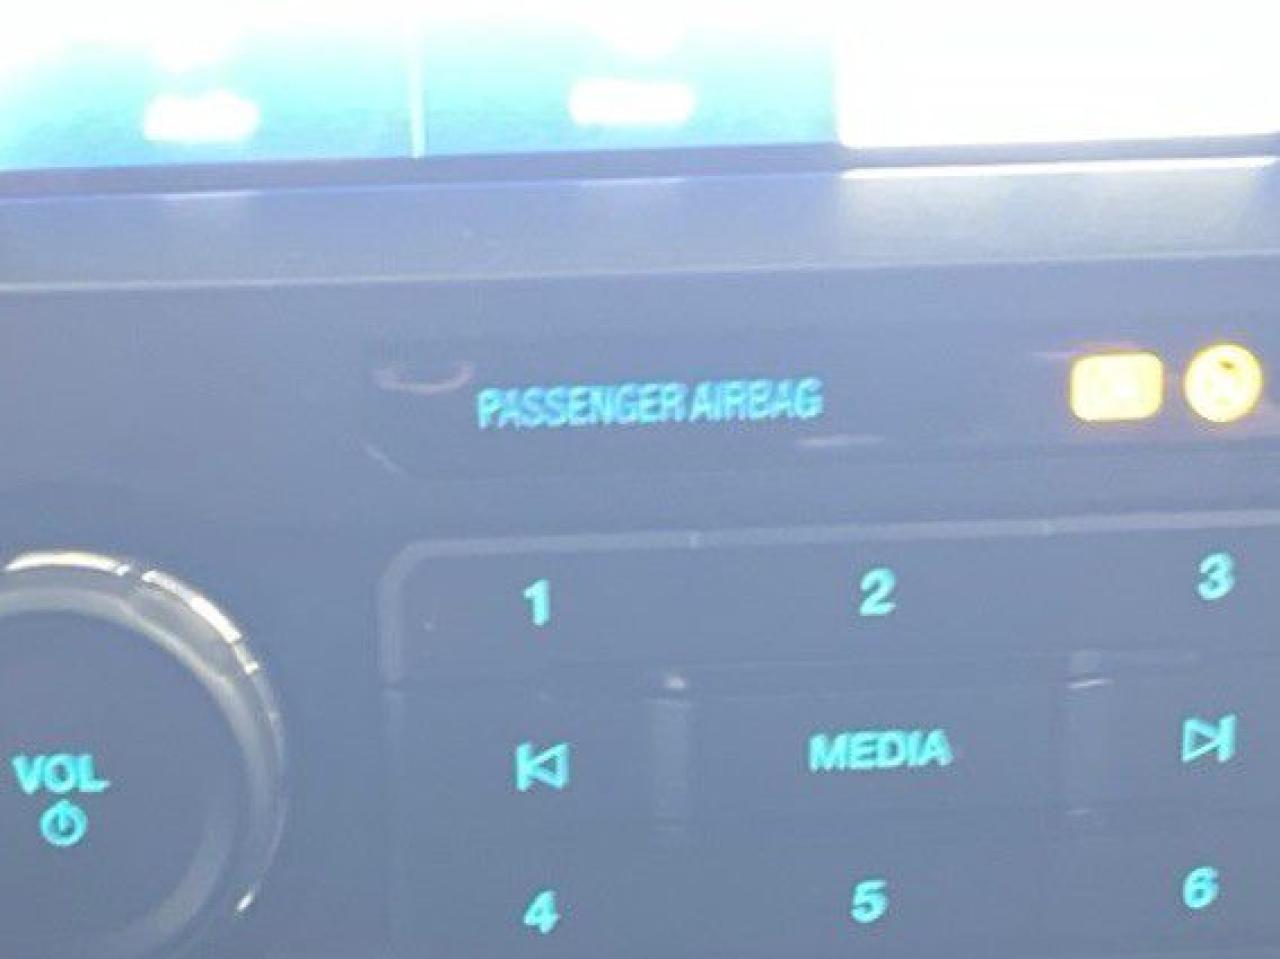 PASSENGER AIRBAG
1 2 3
VOL
MEDIA
4 5 6